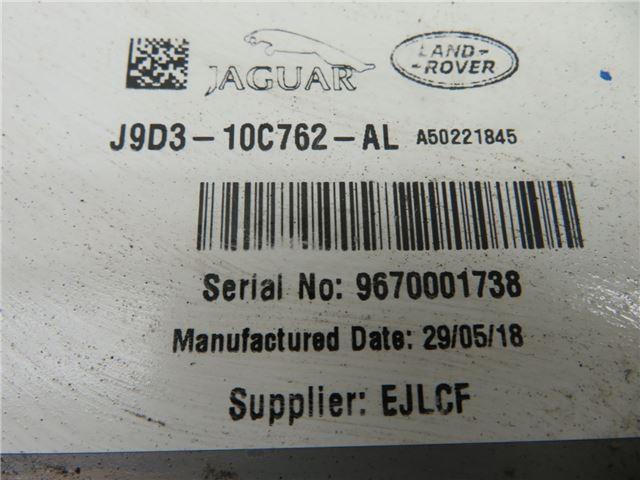 JAGUAR LAND-
-ROVER
J9D3-10C762-AL A50221845
Serial No: 9670001738
Manufactured Date: 29/05/18
Supplier: EJLCF